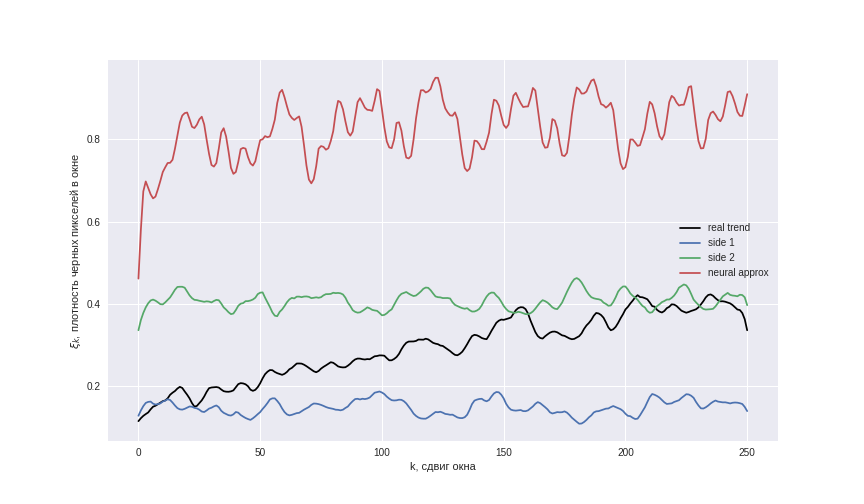 0.8
0.6
0.4
0.2
ξk, плотность черных пикселей в окне
real trend
side 1
side 2
neural approx
0 50 100 150 200 250
k, сдвиг окна